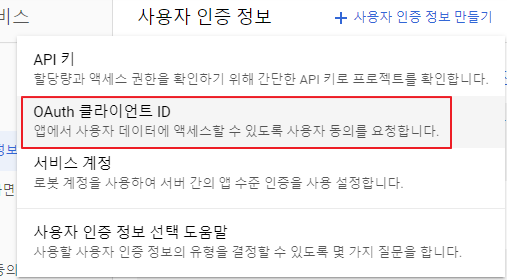 비스
사용자 인증 정보
+ 사용자 인증 정보 만들기
API 키
할당량과 액세스 권한을 확인하기 위해 간단한 API 키로 프로젝트를 확인합니다.
OAuth 클라이언트 ID
앱에서 사용자 데이터에 액세스할 수 있도록 사용자 동의를 요청합니다.
정보
서비스 계정
로봇 계정을 사용하여 서버 간의 앱 수준 인증을 사용 설정합니다.
면
사용자 인증 정보 선택 도움말
사용할 사용자 인증 정보의 유형을 결정할 수 있도록 몇 가지 질문을 합니다.